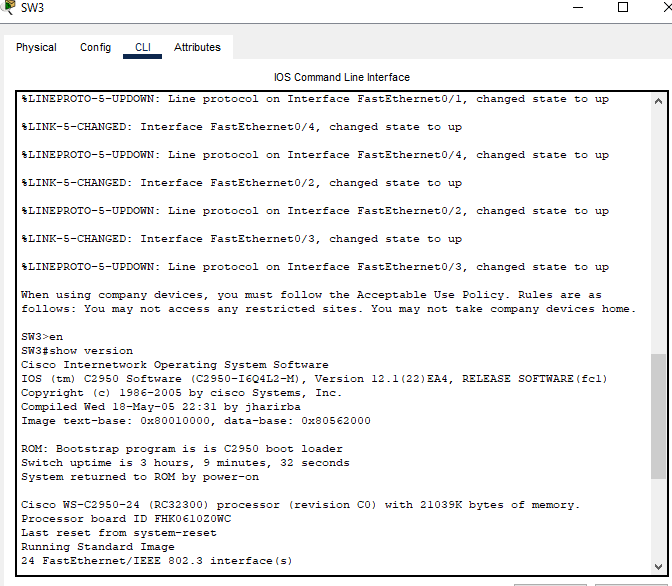 SW3
Physical Config CLI Attributes
IOS Command Line Interface
%LINEPROTO-5-UPDOWN: Line protocol on Interface FastEthernet0/1, changed state to up
%LINK-5-CHANGED: Interface FastEthernet0/4, changed state to up
%LINEPROTO-5-UPDOWN: Line protocol on Interface FastEthernet0/4, changed state to up
%LINK-5-CHANGED: Interface FastEthernet0/2, changed state to up
%LINEPROTO-5-UPDOWN: Line protocol on Interface FastEthernet0/2, changed state to up
%LINK-5-CHANGED: Interface FastEthernet0/3, changed state to up
%LINEPROTO-5-UPDOWN: Line protocol on Interface FastEthernet0/3, changed state to up
When using company devices, you must follow the Acceptable Use Policy. Rules are as
follows: You may not access any restricted sites. You may not take company devices home.
SW3>en
SW3#show version
Cisco Internetwork Operating System Software
IOS (tm) C2950 Software (C2950-I6Q4L2-M), Version 12.1(22)EA4, RELEASE SOFTWARE(fc1)
Copyright (c) 1986-2005 by cisco Systems, Inc.
Compiled Wed 18-May-05 22:31 by jharirba
Image text-base: 0x80010000, data-base: 0x80562000
ROM: Bootstrap program is is C2950 boot loader
Switch uptime is 3 hours, 9 minutes, 32 seconds
System returned to ROM by power-on
Cisco WS-C2950-24 (RC32300) processor (revision C0) with 21039K bytes of memory.
Processor board ID FHK0610Z0WC
Last reset from system-reset
Running Standard Image
24 FastEthernet/IEEE 802.3 interface(s)